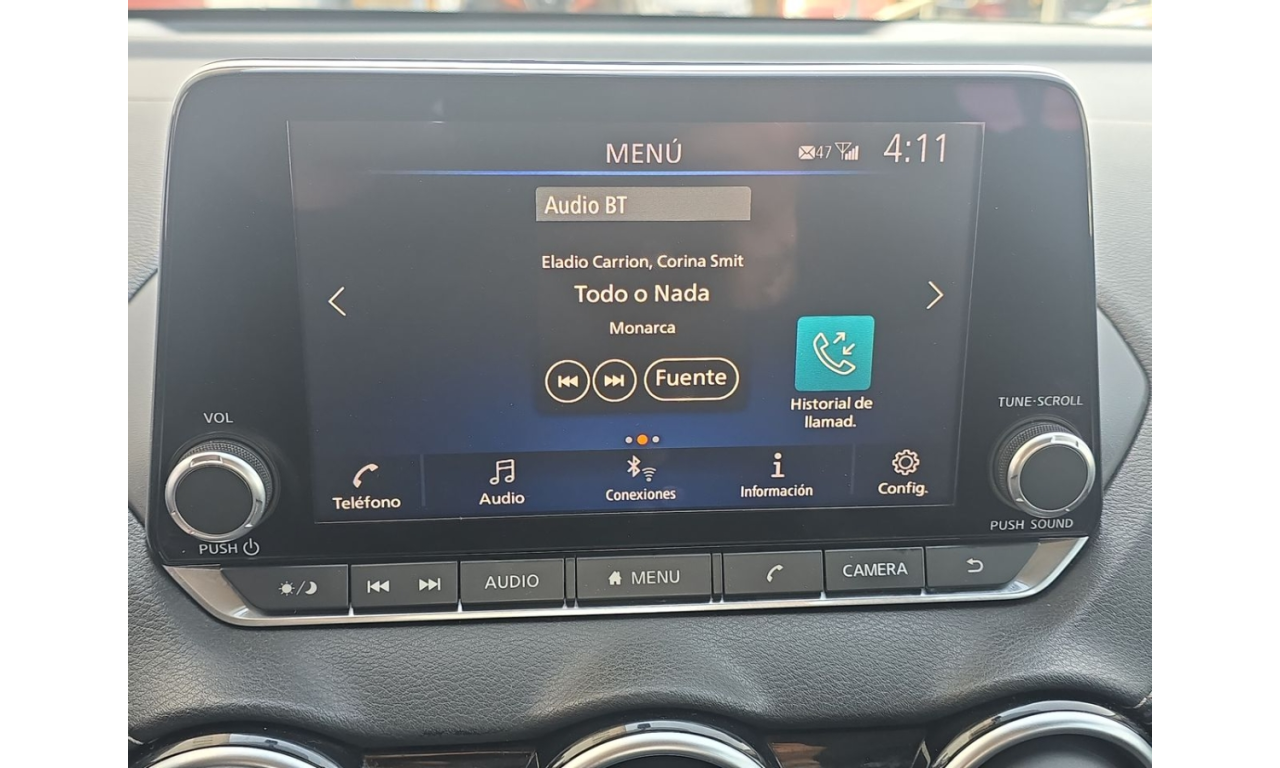 MENÚ 47 4:11
Audio BT
Eladio Carrion, Corina Smit
Todo o Nada
Monarca
Fuente
Historial de
llamad.
Teléfono Audio Conexiones Información Config.
VOL
PUSH
TUNE·SCROLL
PUSH SOUND
AUDIO MENU CAMERA